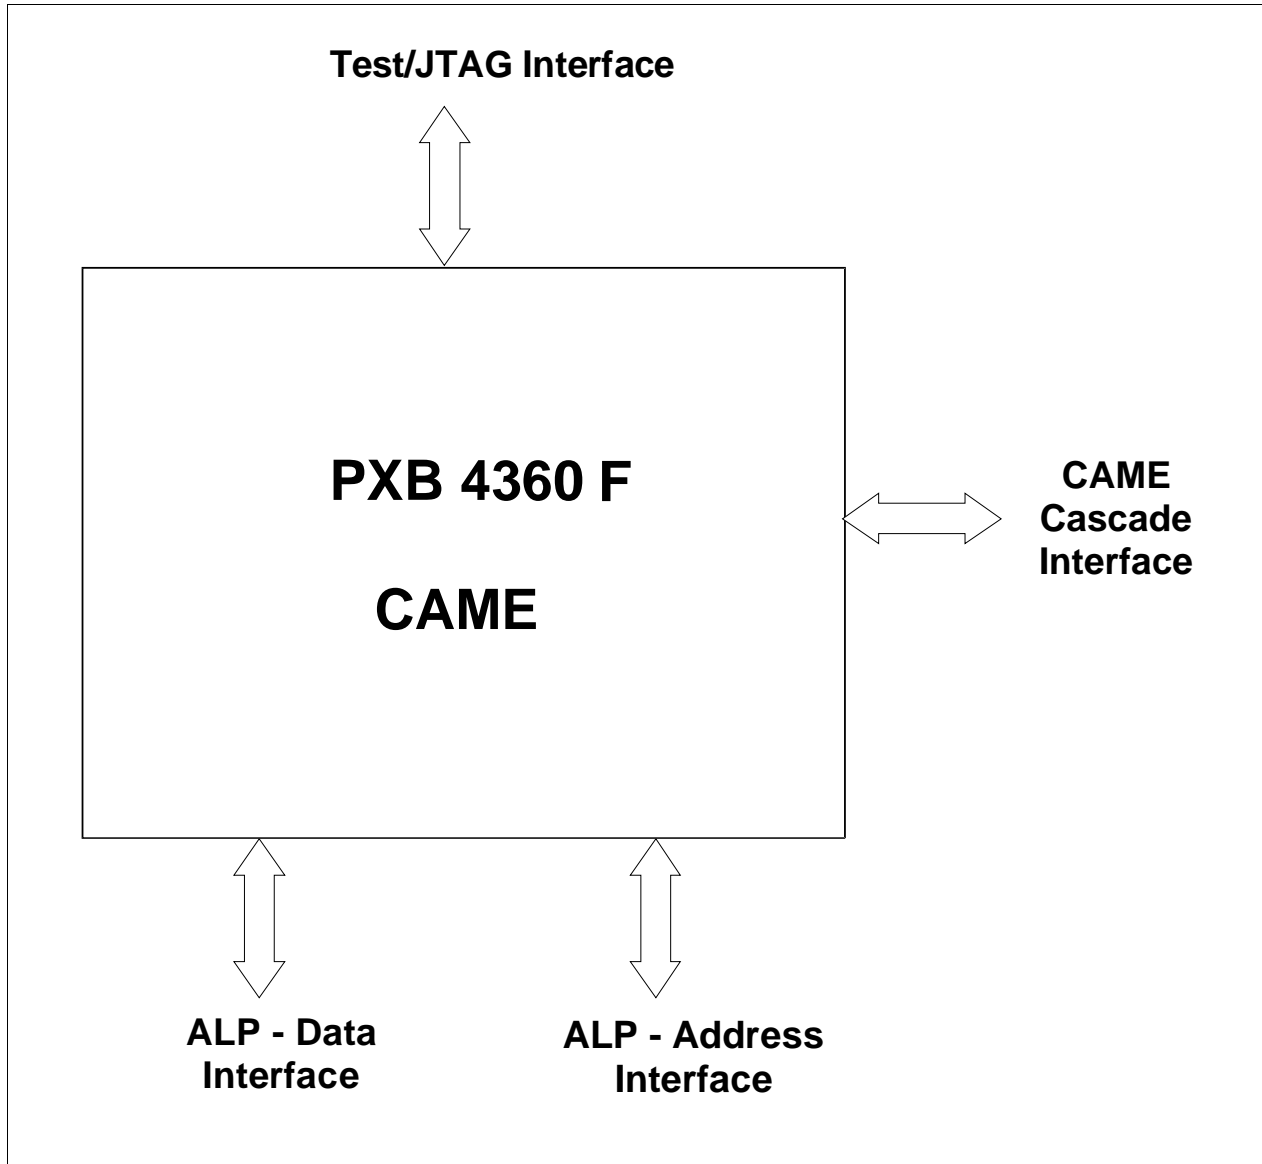 Test/JTAG Interface
PXB 4360 F
CAME
CAME
Cascade
Interface
ALP - Data
Interface
ALP - Address
Interface